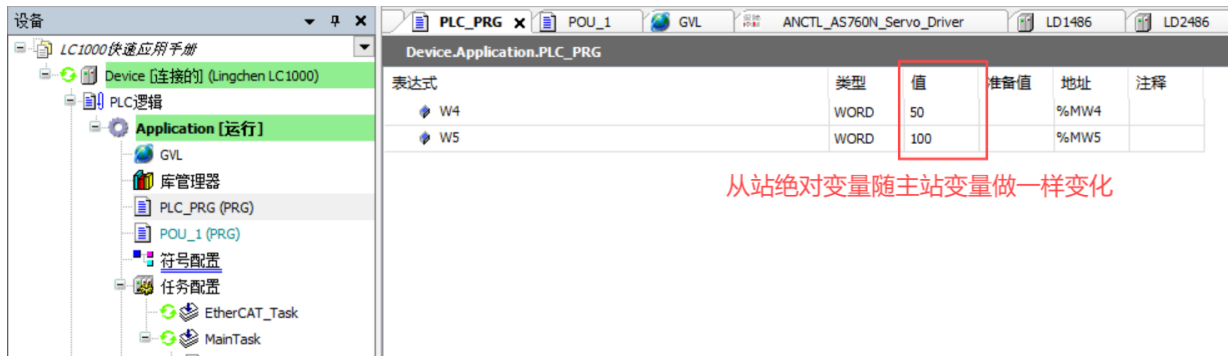 设备
LC1000快速应用手册
Device [连接的] (Lingchen LC1000)
PLC逻辑
Application [运行]
GVL
库管理器
PLC_PRG (PRG)
POU_1 (PRG)
符号配置
任务配置
EtherCAT_Task
MainTask
PLC_PRG POU_1 GVL ANCTL_AS760N_Servo_Driver LD1486 LD2486
Device.Application.PLC_PRG
表达式 类型 值 准备值 地址 注释
W4 WORD 50 %MW4
W5 WORD 100 %MW5
从站绝对变量随主站变量做一样变化